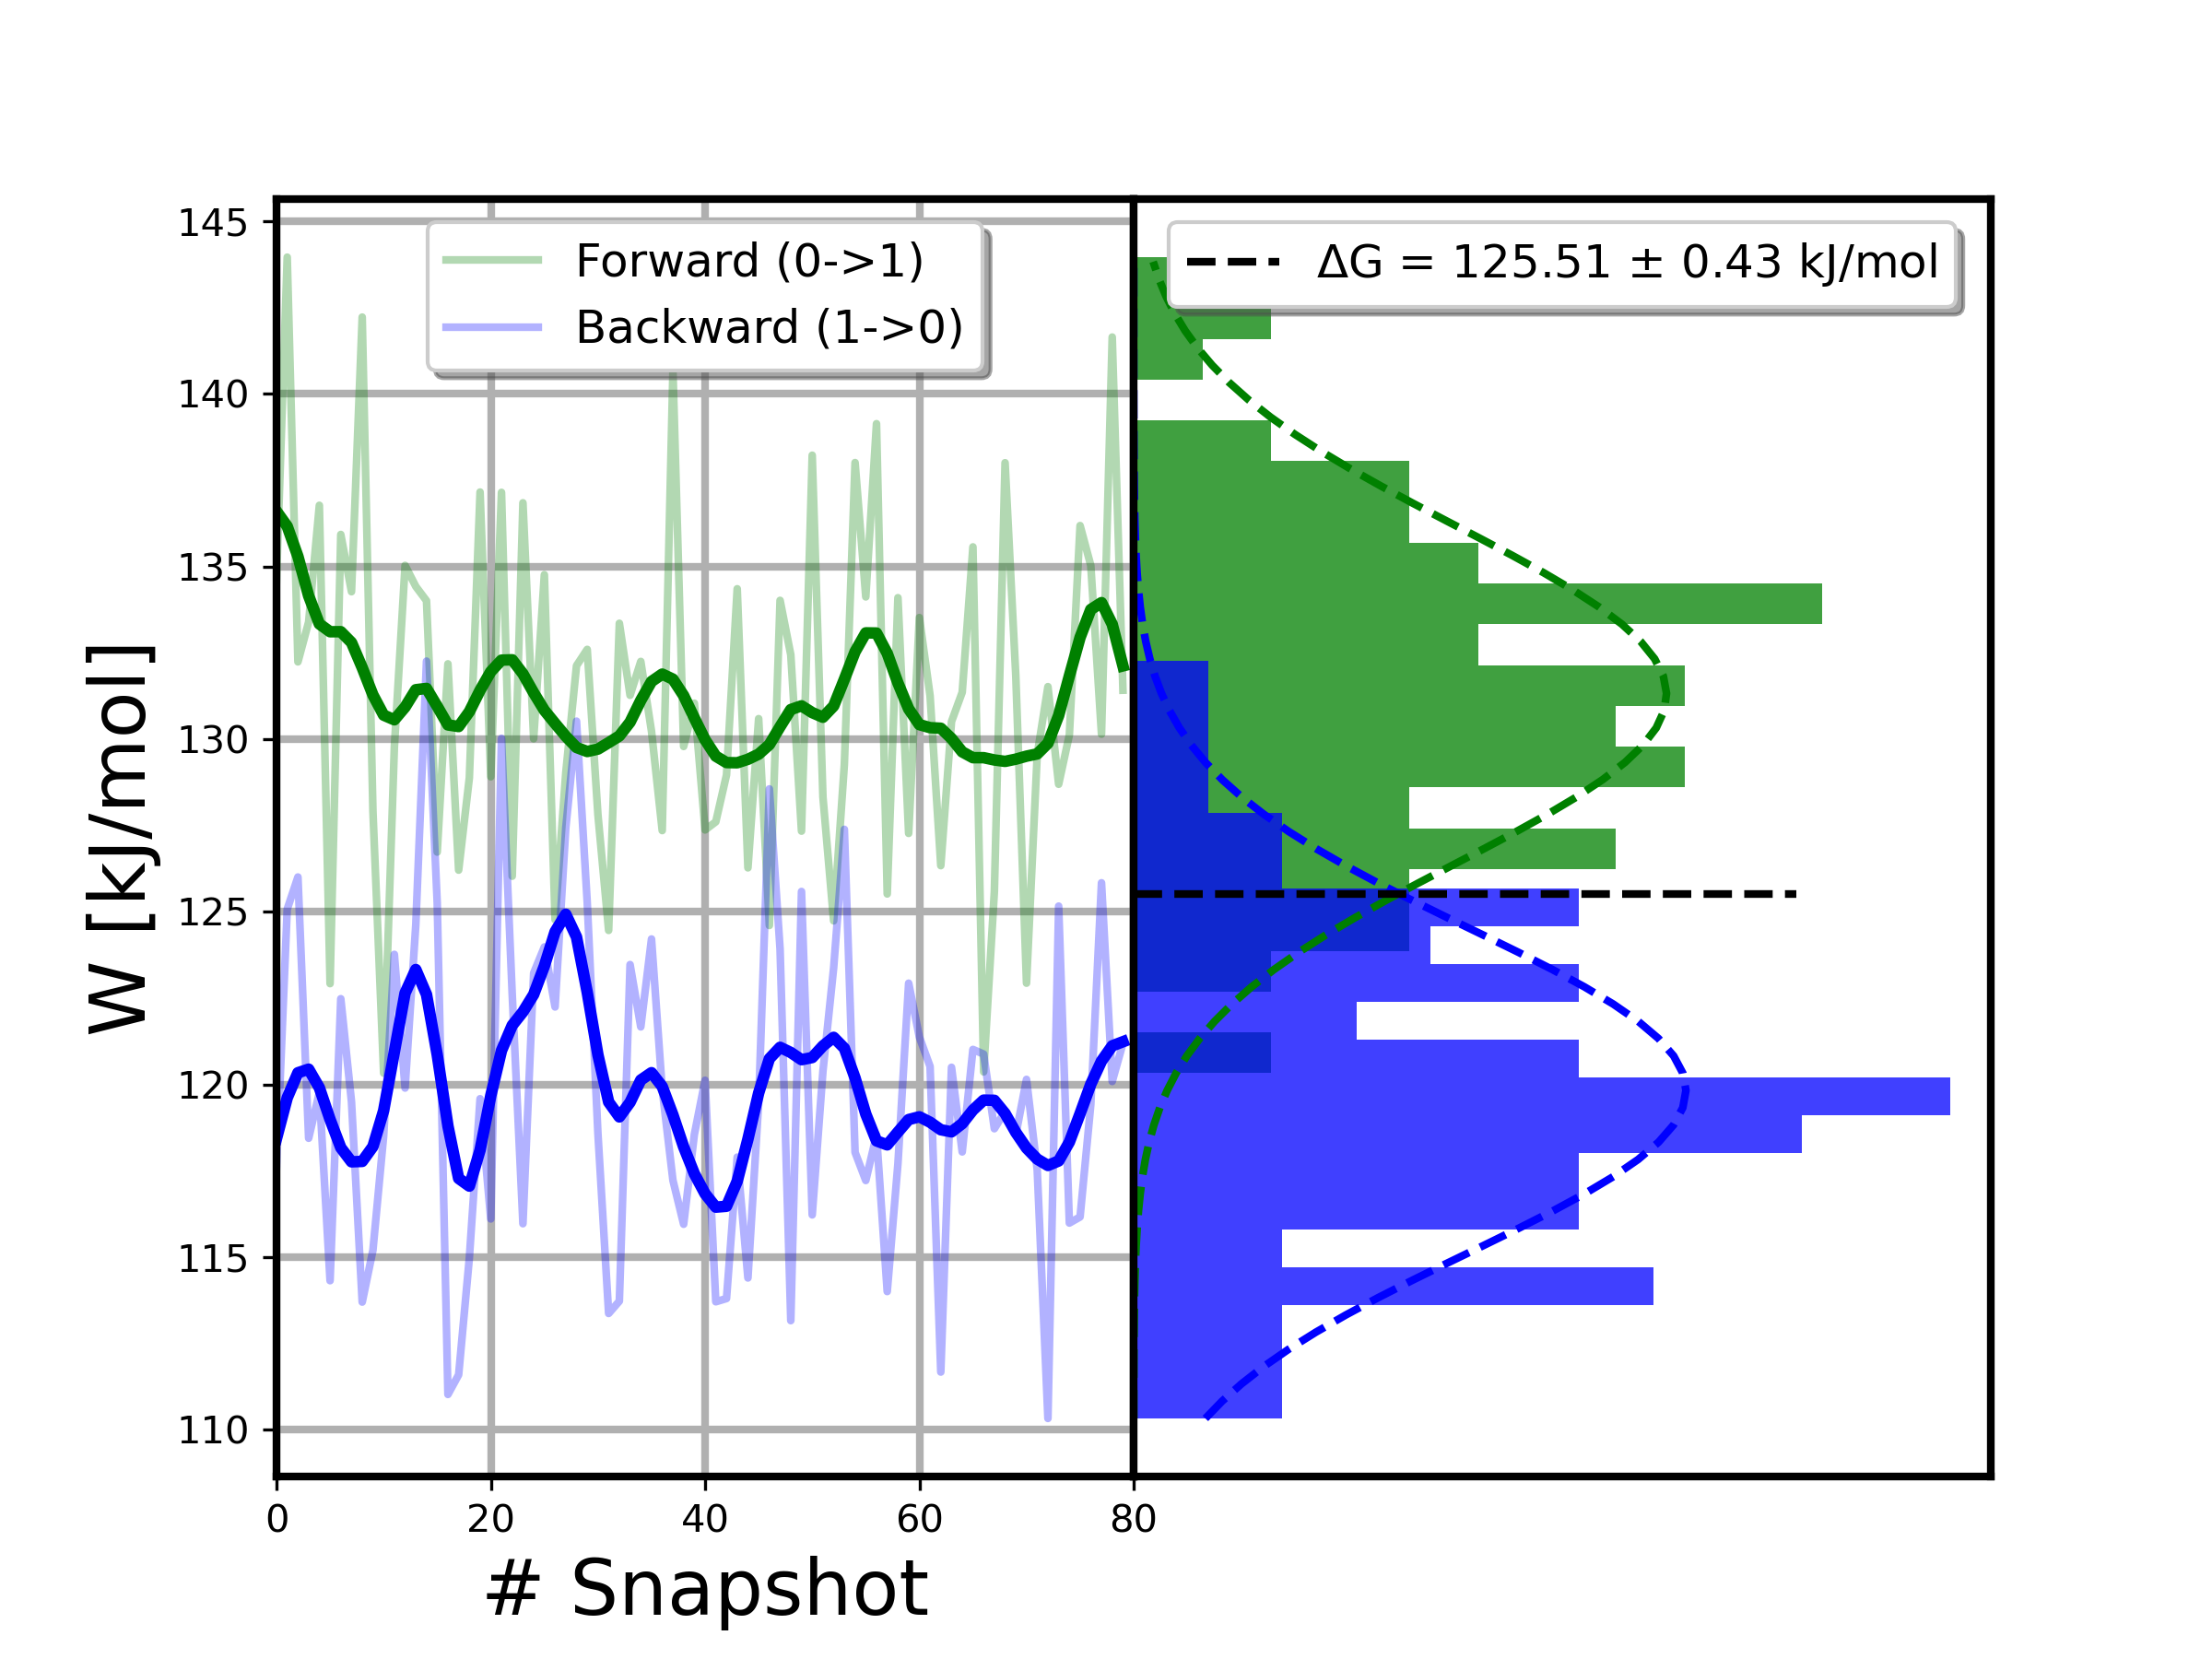 Forward (0->1)
Backward (1->0)
ΔG = 125.51 ± 0.43 kJ/mol
W [kJ/mol]
145
140
135
130
125
120
115
110
0 20 40 60 80
# Snapshot